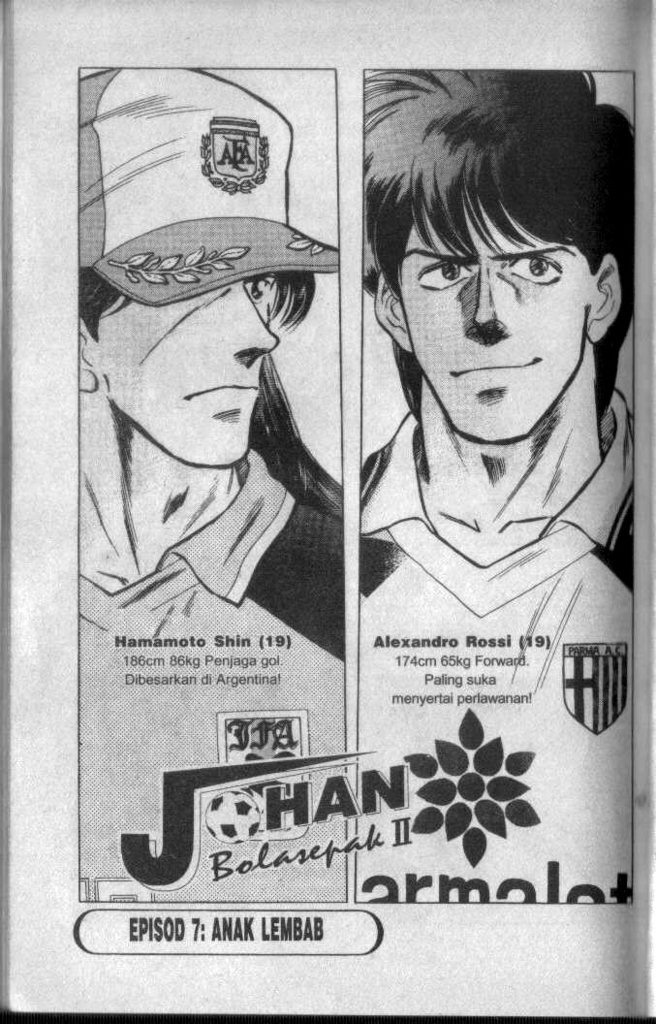 AFA
Hamamoto Shin (19)
186cm 86kg Penjaga gol.
Dibesarkan di Argentina!
Alexandro Rossi (19)
174cm 65kg Forward.
Paling suka
menyertai perlawanan!
PARMA A.C.
JFA
JOHAN
Bolasepak II
armalat
EPISOD 7: ANAK LEMBAB